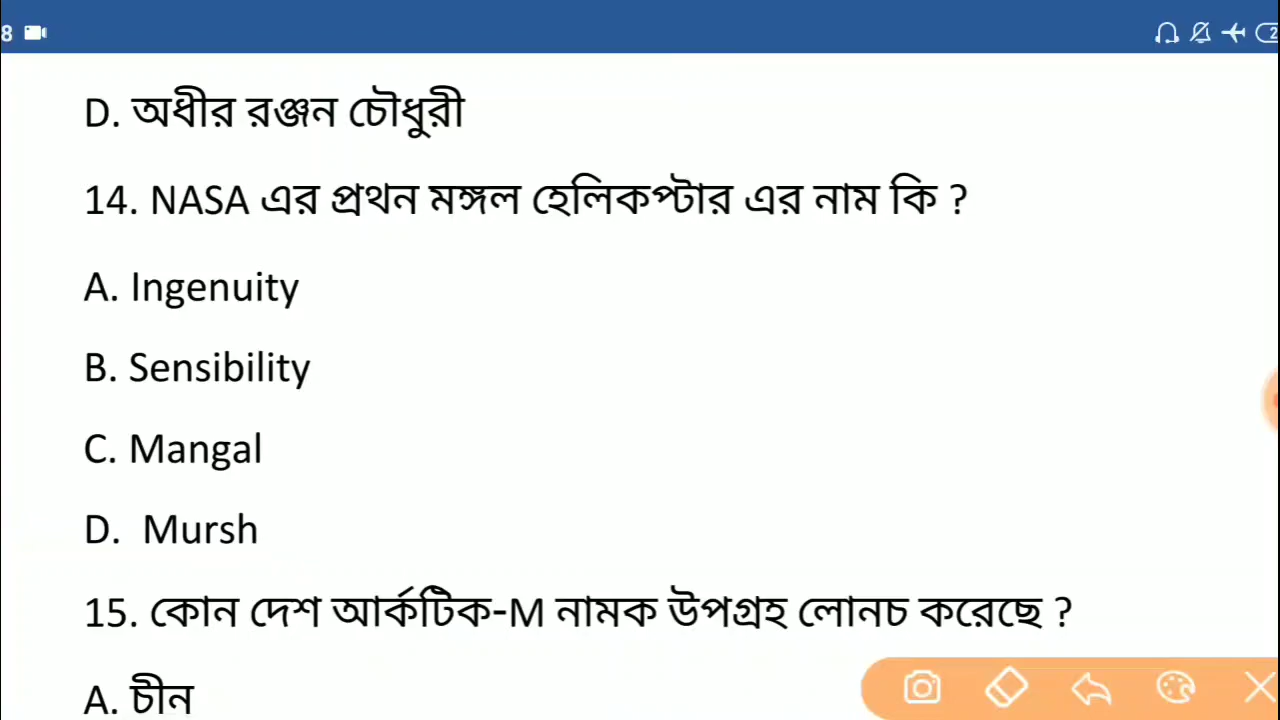 8
D. অধীর রঞ্জন চৌধুরী
14. NASA এর প্রথন মঙ্গল হেলিকপ্টার এর নাম কি ?
A. Ingenuity
B. Sensibility
C. Mangal
D. Mursh
15. কোন দেশ আর্কটিক-M নামক উপগ্রহ লোনচ করেছে ?
A. চীন